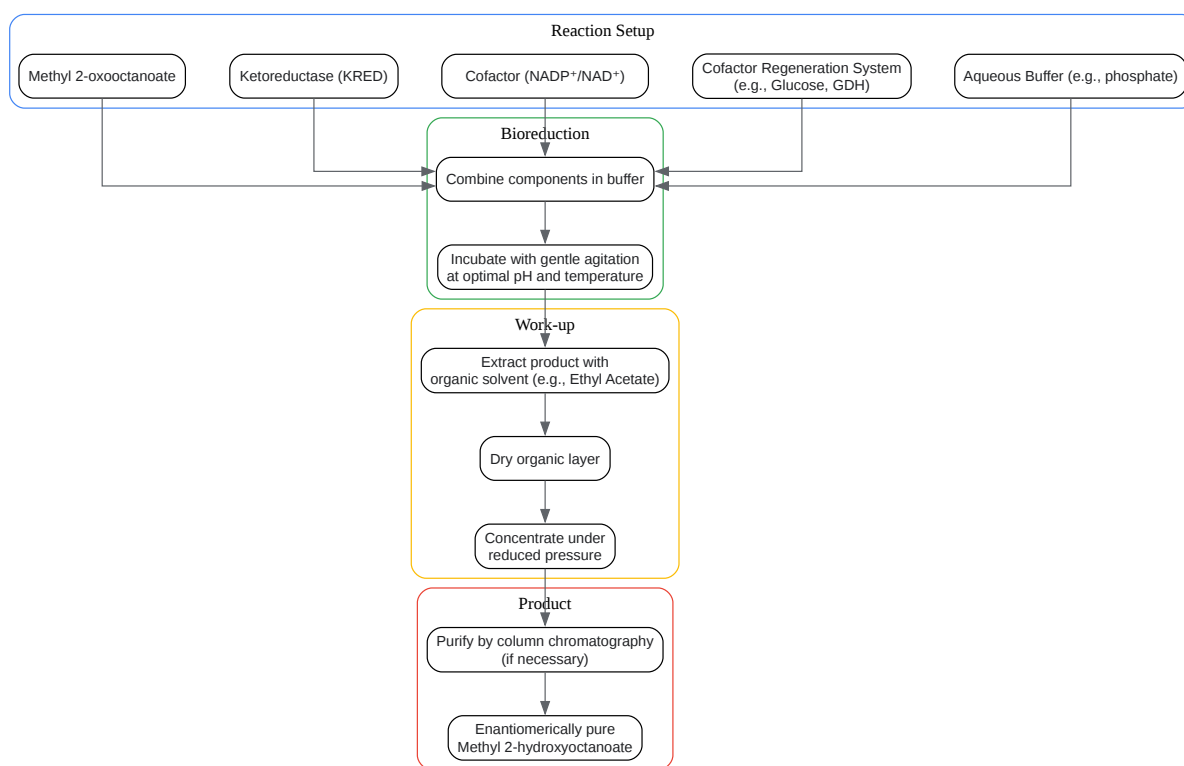 Reaction Setup
Methyl 2-oxooctanoate
Ketoreductase (KRED)
Cofactor (NADP⁺/NAD⁺)
Cofactor Regeneration System
(e.g., Glucose, GDH)
Aqueous Buffer (e.g., phosphate)
Bioreduction
Combine components in buffer
Incubate with gentle agitation
at optimal pH and temperature
Work-up
Extract product with
organic solvent (e.g., Ethyl Acetate)
Dry organic layer
Concentrate under
reduced pressure
Product
Purify by column chromatography
(if necessary)
Enantiomerically pure
Methyl 2-hydroxyoctanoate